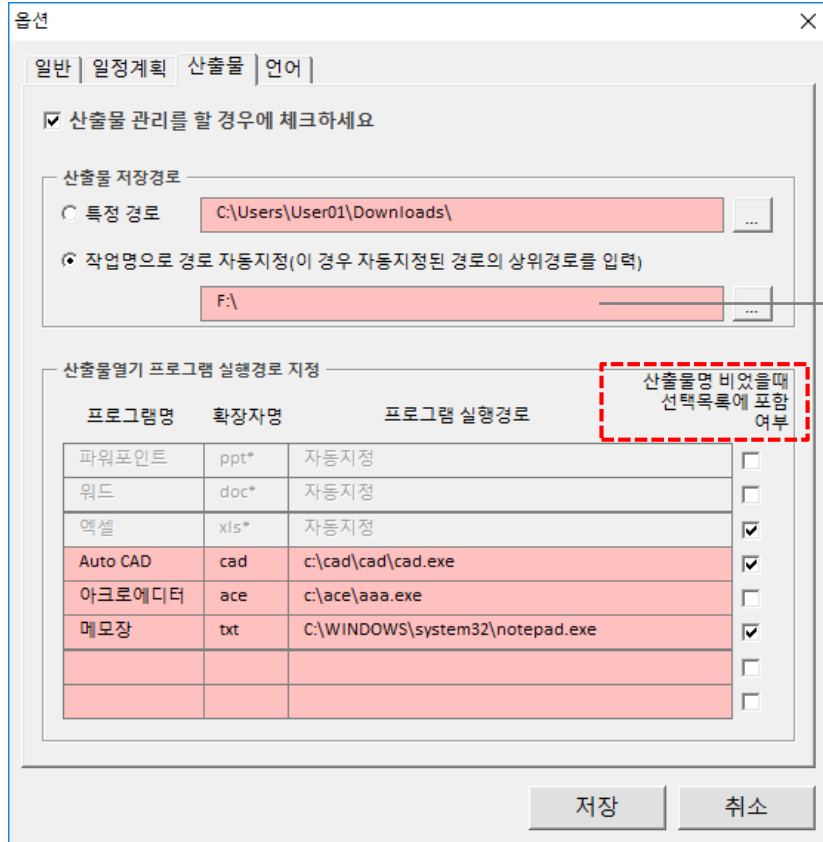 옵션
일반 일정계획 산출물 언어
산출물 관리를 할 경우에 체크하세요
산출물 저장경로
특정 경로 C:\Users\User01\Downloads\ ...
작업명으로 경로 자동지정(이 경우 자동지정된 경로의 상위경로를 입력)
F:\ ...
산출물열기 프로그램 실행경로 지정
산출물명 비었을때
선택목록에 포함
여부
프로그램명 확장자명 프로그램 실행경로
파워포인트 ppt* 자동지정
워드 doc* 자동지정
엑셀 xls* 자동지정
Auto CAD cad c:\cad\cad\cad.exe
아크로에디터 ace c:\ace\aaa.exe
메모장 txt C:\WINDOWS\system32\notepad.exe
저장 취소